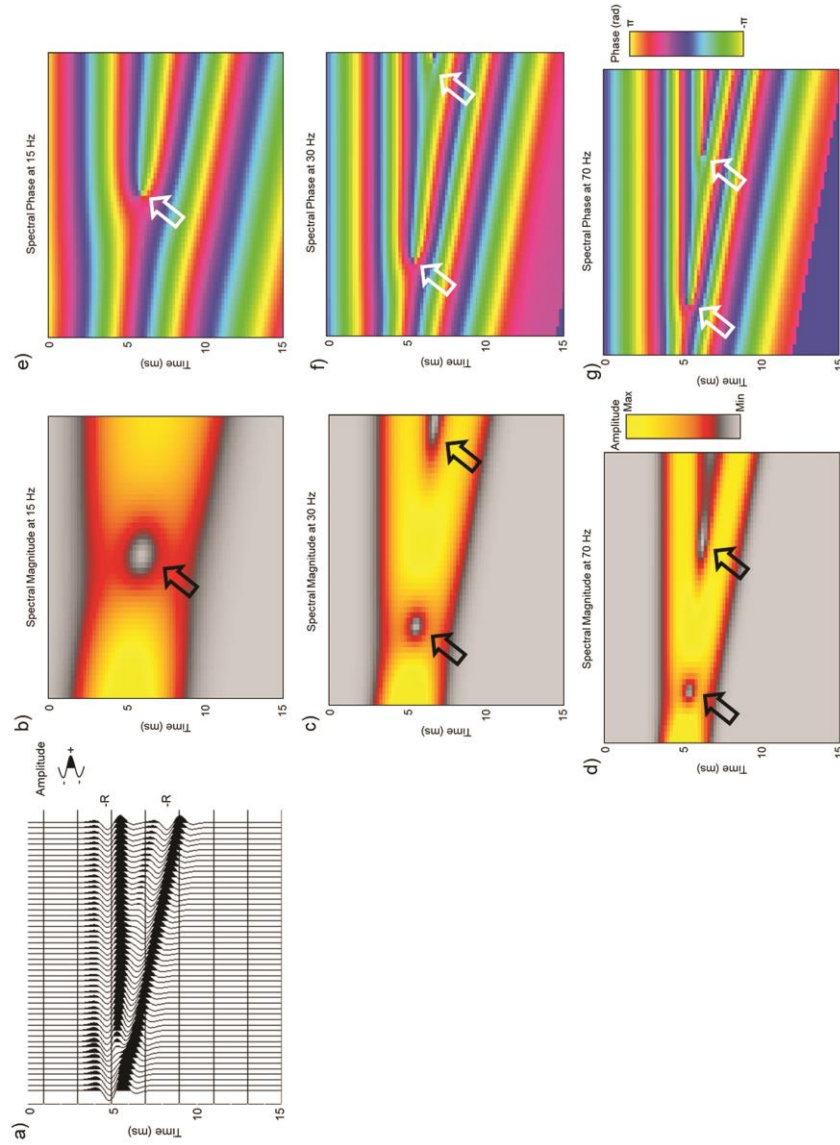 a)
Amplitude
- + -
-R
-R
0
5
10
15
Time (ms)
b)
Spectral Magnitude at 15 Hz
0
5
10
15
Time (ms)
c)
Spectral Magnitude at 30 Hz
0
5
10
15
Time (ms)
d)
Spectral Magnitude at 70 Hz
0
5
10
15
Time (ms)
Amplitude
Max
Min
e)
Spectral Phase at 15 Hz
0
5
10
15
Time (ms)
f)
Spectral Phase at 30 Hz
0
5
10
15
Time (ms)
g)
Spectral Phase at 70 Hz
0
5
10
15
Time (ms)
Phase (rad)
π
-π